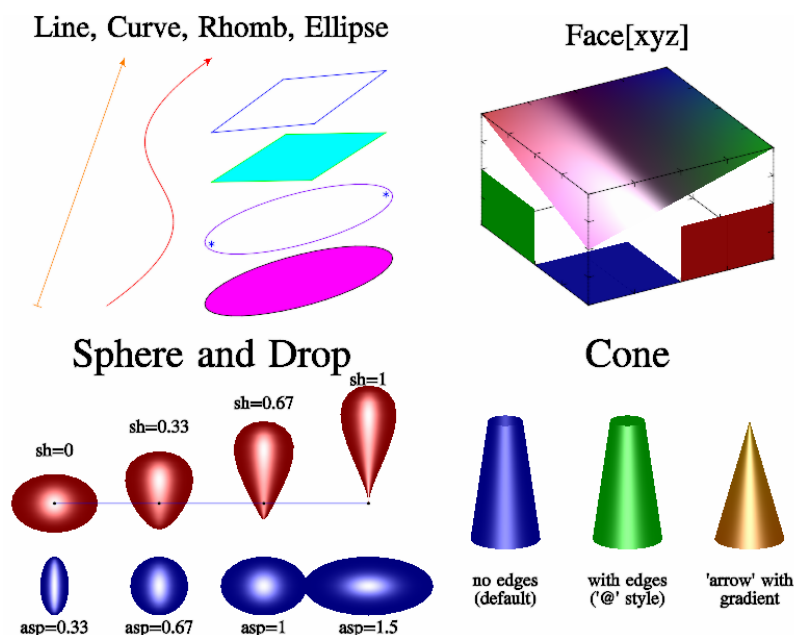 Line, Curve, Rhomb, Ellipse
Face[xyz]
*
*
Sphere and Drop
Cone
sh=0
sh=0.33
sh=0.67
sh=1
asp=0.33
asp=0.67
asp=1
asp=1.5
no edges
(default)
with edges
('@' style)
'arrow' with
gradient